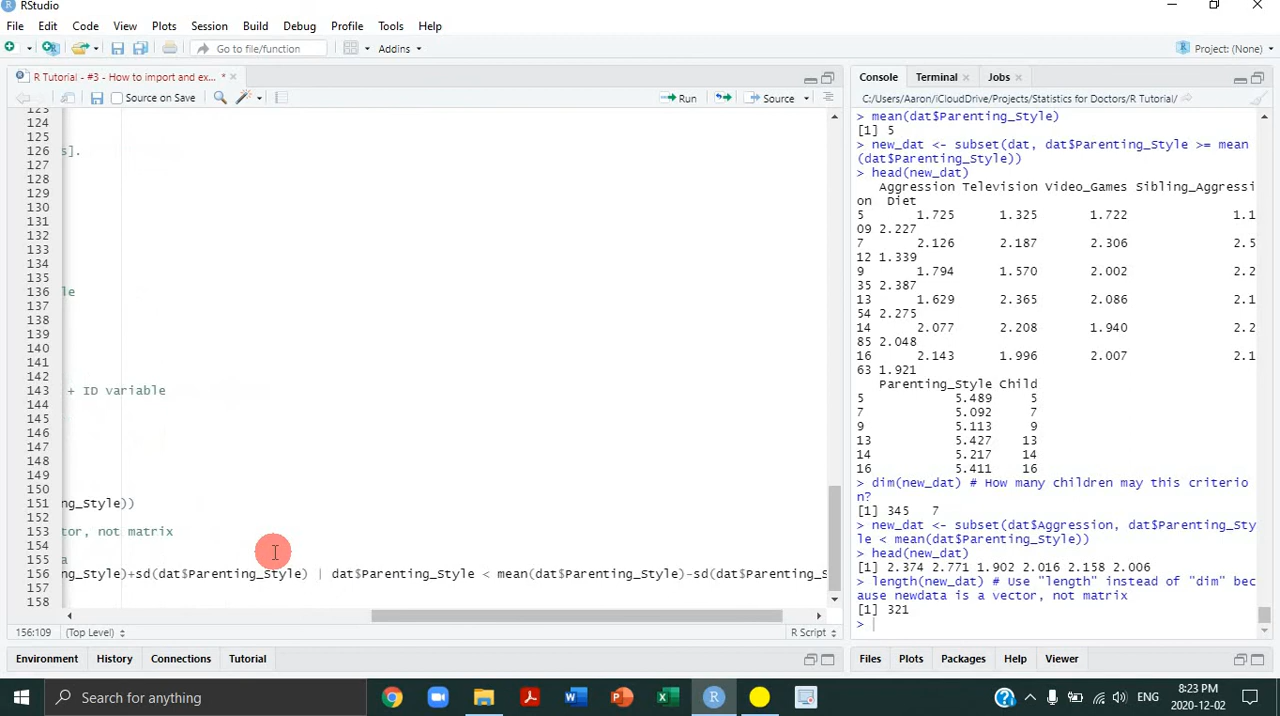 RStudio
File Edit Code View Plots Session Build Debug Profile Tools Help
Go to file/function Addins Project: (None)
R Tutorial - #3 - How to import and ex... *
Source on Save Run Source
123
124
125
126 s].
127
128
129
130
131
132
133
134
135
136 le
137
138
139
140
141
142
143 + ID variable
144
145
146
147
148
149
150
151 ng_Style))
152
153 tor, not matrix
154
155 a
156 ng_Style)+sd(dat$Parenting_Style) | dat$Parenting_Style < mean(dat$Parenting_Style)-sd(dat$Parenting_S
157
158
156:109 (Top Level) R Script
Environment History Connections Tutorial
Console Terminal Jobs
C:/Users/Aaron/iCloudDrive/Projects/Statistics for Doctors/R Tutorial/
> mean(dat$Parenting_Style)
[1] 5
> new_dat <- subset(dat, dat$Parenting_Style >= mean
(dat$Parenting_Style))
> head(new_dat)
Aggression Television Video_Games Sibling_Aggressi
on Diet
5 1.725 1.325 1.722 1.1
09 2.227
7 2.126 2.187 2.306 2.5
12 1.339
9 1.794 1.570 2.002 2.2
35 2.387
13 1.629 2.365 2.086 2.1
54 2.275
14 2.077 2.208 1.940 2.2
85 2.048
16 2.143 1.996 2.007 2.1
63 1.921
Parenting_Style Child
5 5.489 5
7 5.092 7
9 5.113 9
13 5.427 13
14 5.217 14
16 5.411 16
> dim(new_dat) # How many children may this criterio
n?
[1] 345 7
> new_dat <- subset(dat$Aggression, dat$Parenting_Sty
le < mean(dat$Parenting_Style))
> head(new_dat)
[1] 2.374 2.771 1.902 2.016 2.158 2.006
> length(new_dat) # Use "length" instead of "dim" bec
ause newdata is a vector, not matrix
[1] 321
>
Files Plots Packages Help Viewer
Search for anything
ENG
8:23 PM
2020-12-02